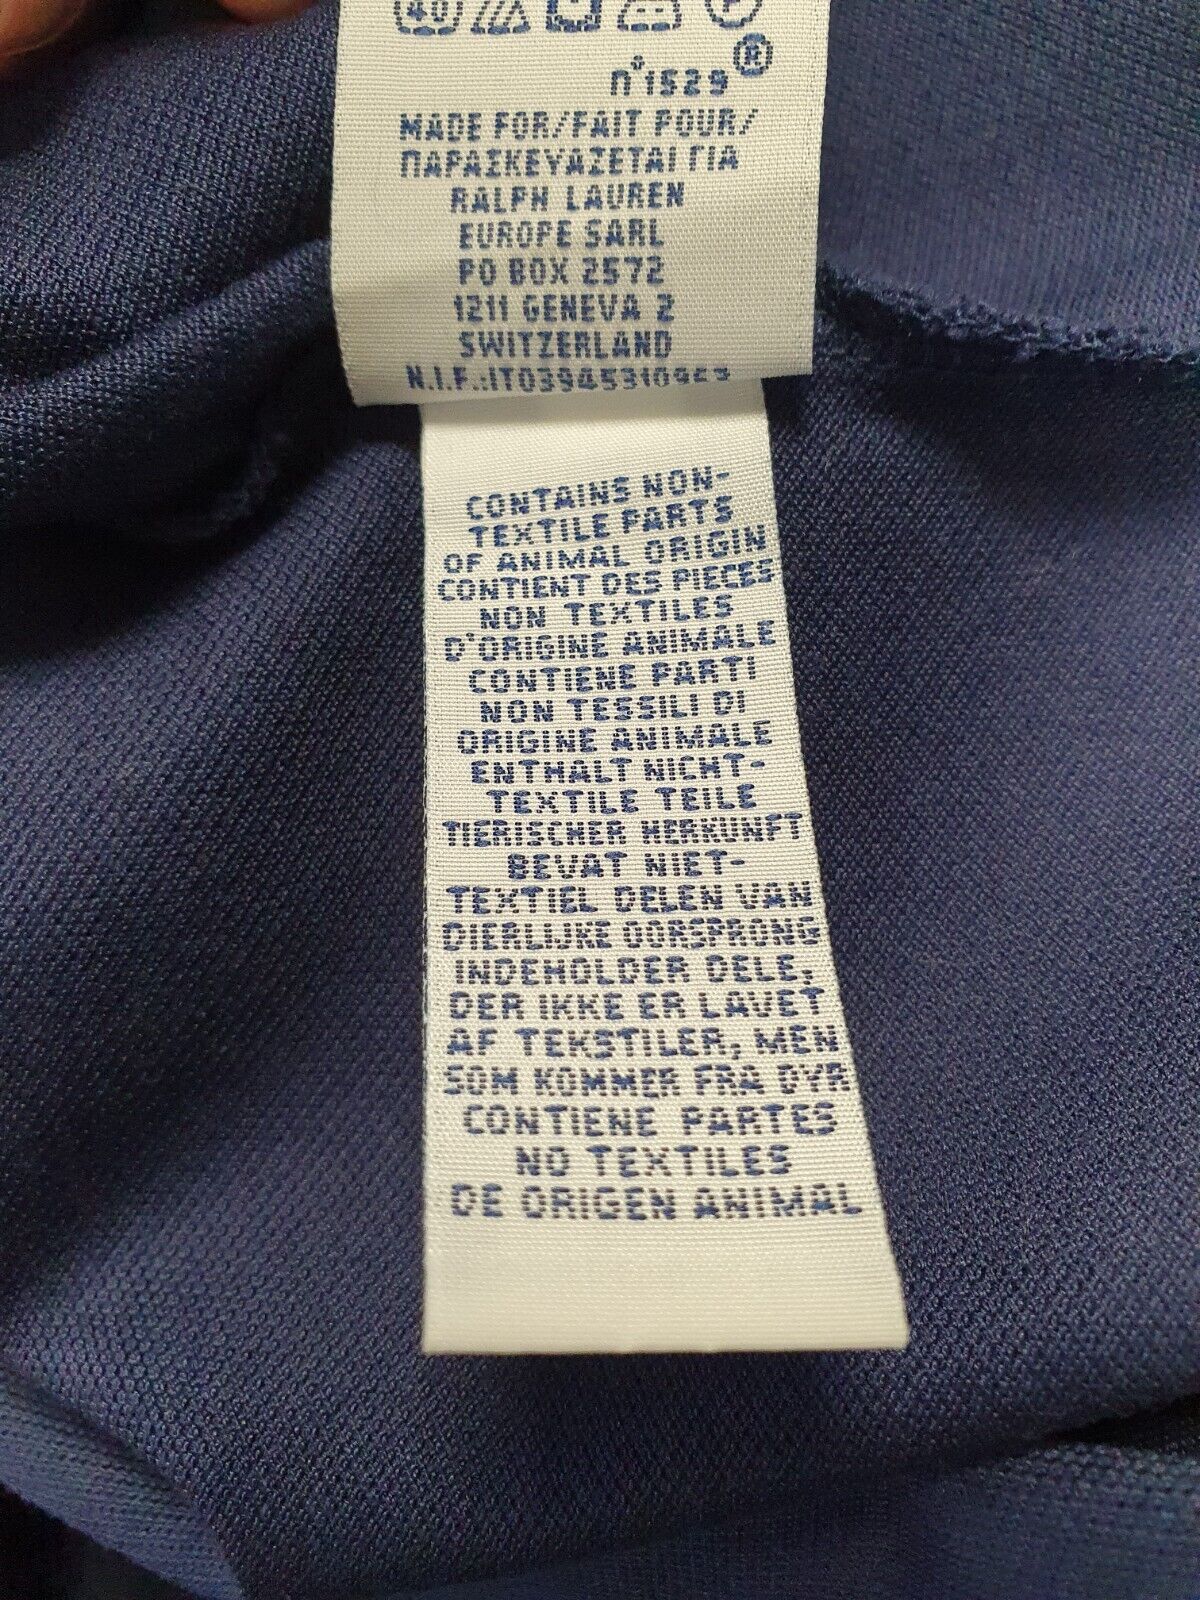 40 P
n°1529 ®
MADE FOR/FAIT POUR/
ΠΑΡΑΣΚΕΥΑΖΕΤΑΙ ΓΙΑ
RALPH LAUREN
EUROPE SARL
PO BOX 2572
1211 GENEVA 2
SWITZERLAND
N.I.F.:IT03945310963
CONTAINS NON-
TEXTILE PARTS
OF ANIMAL ORIGIN
CONTIENT DES PIECES
NON TEXTILES
D'ORIGINE ANIMALE
CONTIENE PARTI
NON TESSILI DI
ORIGINE ANIMALE
ENTHALT NICHT-
TEXTILE TEILE
TIERISCHER HERKUNFT
BEVAT NIET-
TEXTIEL DELEN VAN
DIERLIJKE OORSPRONG
INDEHOLDER DELE,
DER IKKE ER LAVET
AF TEKSTILER, MEN
SOM KOMMER FRA DYR
CONTIENE PARTES
NO TEXTILES
DE ORIGEN ANIMAL